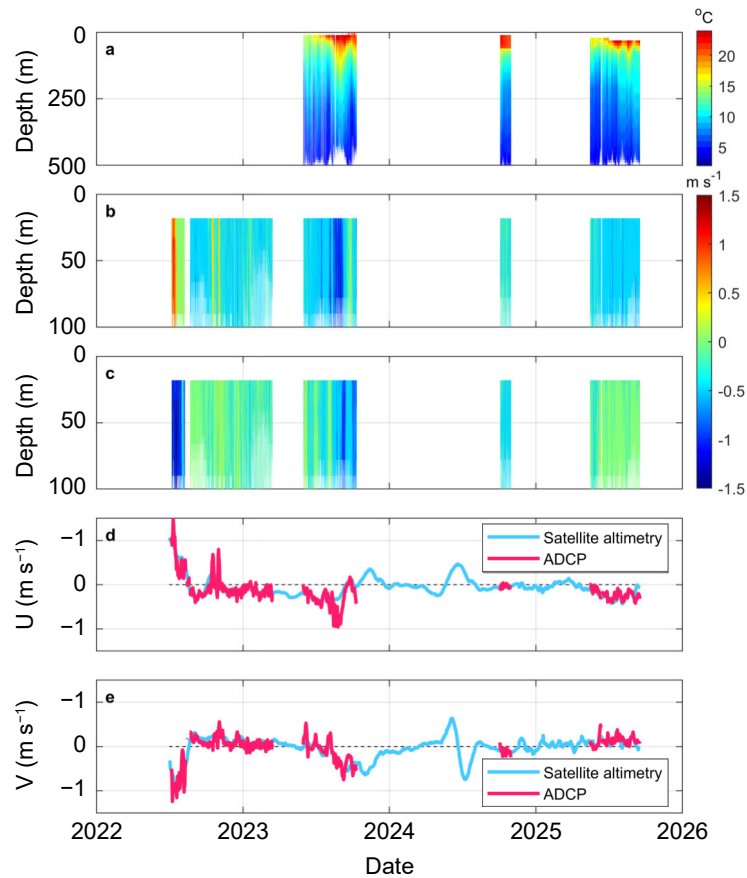 °C
0
a
Depth (m)
250
500
20
15
10
5
m s⁻¹
0
b
Depth (m)
50
100
1.5
1
0.5
0
-0.5
-1
-1.5
0
c
Depth (m)
50
100
d
−1
0
1
U (m s⁻¹)
Satellite altimetry
ADCP
e
−1
0
1
V (m s⁻¹)
Satellite altimetry
ADCP
2022 2023 2024 2025 2026
Date